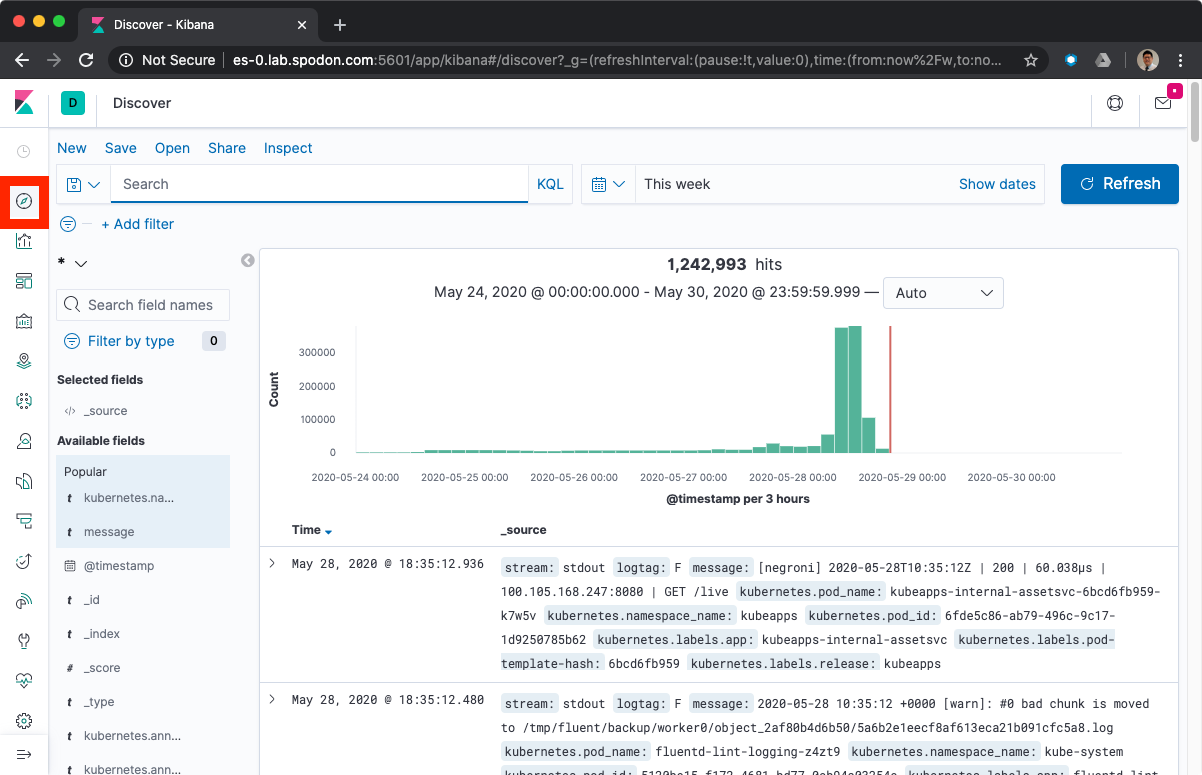 Discover - Kibana
Not Secure es-0.lab.spodon.com:5601/app/kibana#/discover?_g=(refreshInterval:(pause:!t,value:0),time:(from:now%2Fw,to:no...
D Discover
New Save Open Share Inspect
Search KQL This week Show dates Refresh
+ Add filter
*
1,242,993 hits
May 24, 2020 @ 00:00:00.000 - May 30, 2020 @ 23:59:59.999 — Auto
Search field names
Filter by type 0
Selected fields
</> _source
Available fields
Popular
t kubernetes.na...
t message
@timestamp
t _id
t _index
# _score
t _type
t kubernetes.ann...
t kubernetes.ann...
Count
300000
200000
100000
0
2020-05-24 00:00 2020-05-25 00:00 2020-05-26 00:00 2020-05-27 00:00 2020-05-28 00:00 2020-05-29 00:00 2020-05-30 00:00
@timestamp per 3 hours
Time _source
May 28, 2020 @ 18:35:12.936 stream: stdout logtag: F message: [negroni] 2020-05-28T10:35:12Z | 200 | 60.038µs |
100.105.168.247:8080 | GET /live kubernetes.pod_name: kubeapps-internal-assetsvc-6bcd6fb959-
k7w5v kubernetes.namespace_name: kubeapps kubernetes.pod_id: 6fde5c86-ab79-496c-9c17-
1d9250785b62 kubernetes.labels.app: kubeapps-internal-assetsvc kubernetes.labels.pod-
template-hash: 6bcd6fb959 kubernetes.labels.release: kubeapps
May 28, 2020 @ 18:35:12.480 stream: stdout logtag: F message: 2020-05-28 10:35:12 +0000 [warn]: #0 bad chunk is moved
to /tmp/fluent/backup/worker0/object_2af80b4d6b50/5a6b2e1eecf8af613eca21b091cfc5a8.log
kubernetes.pod_name: fluentd-lint-logging-z4zt9 kubernetes.namespace_name: kube-system